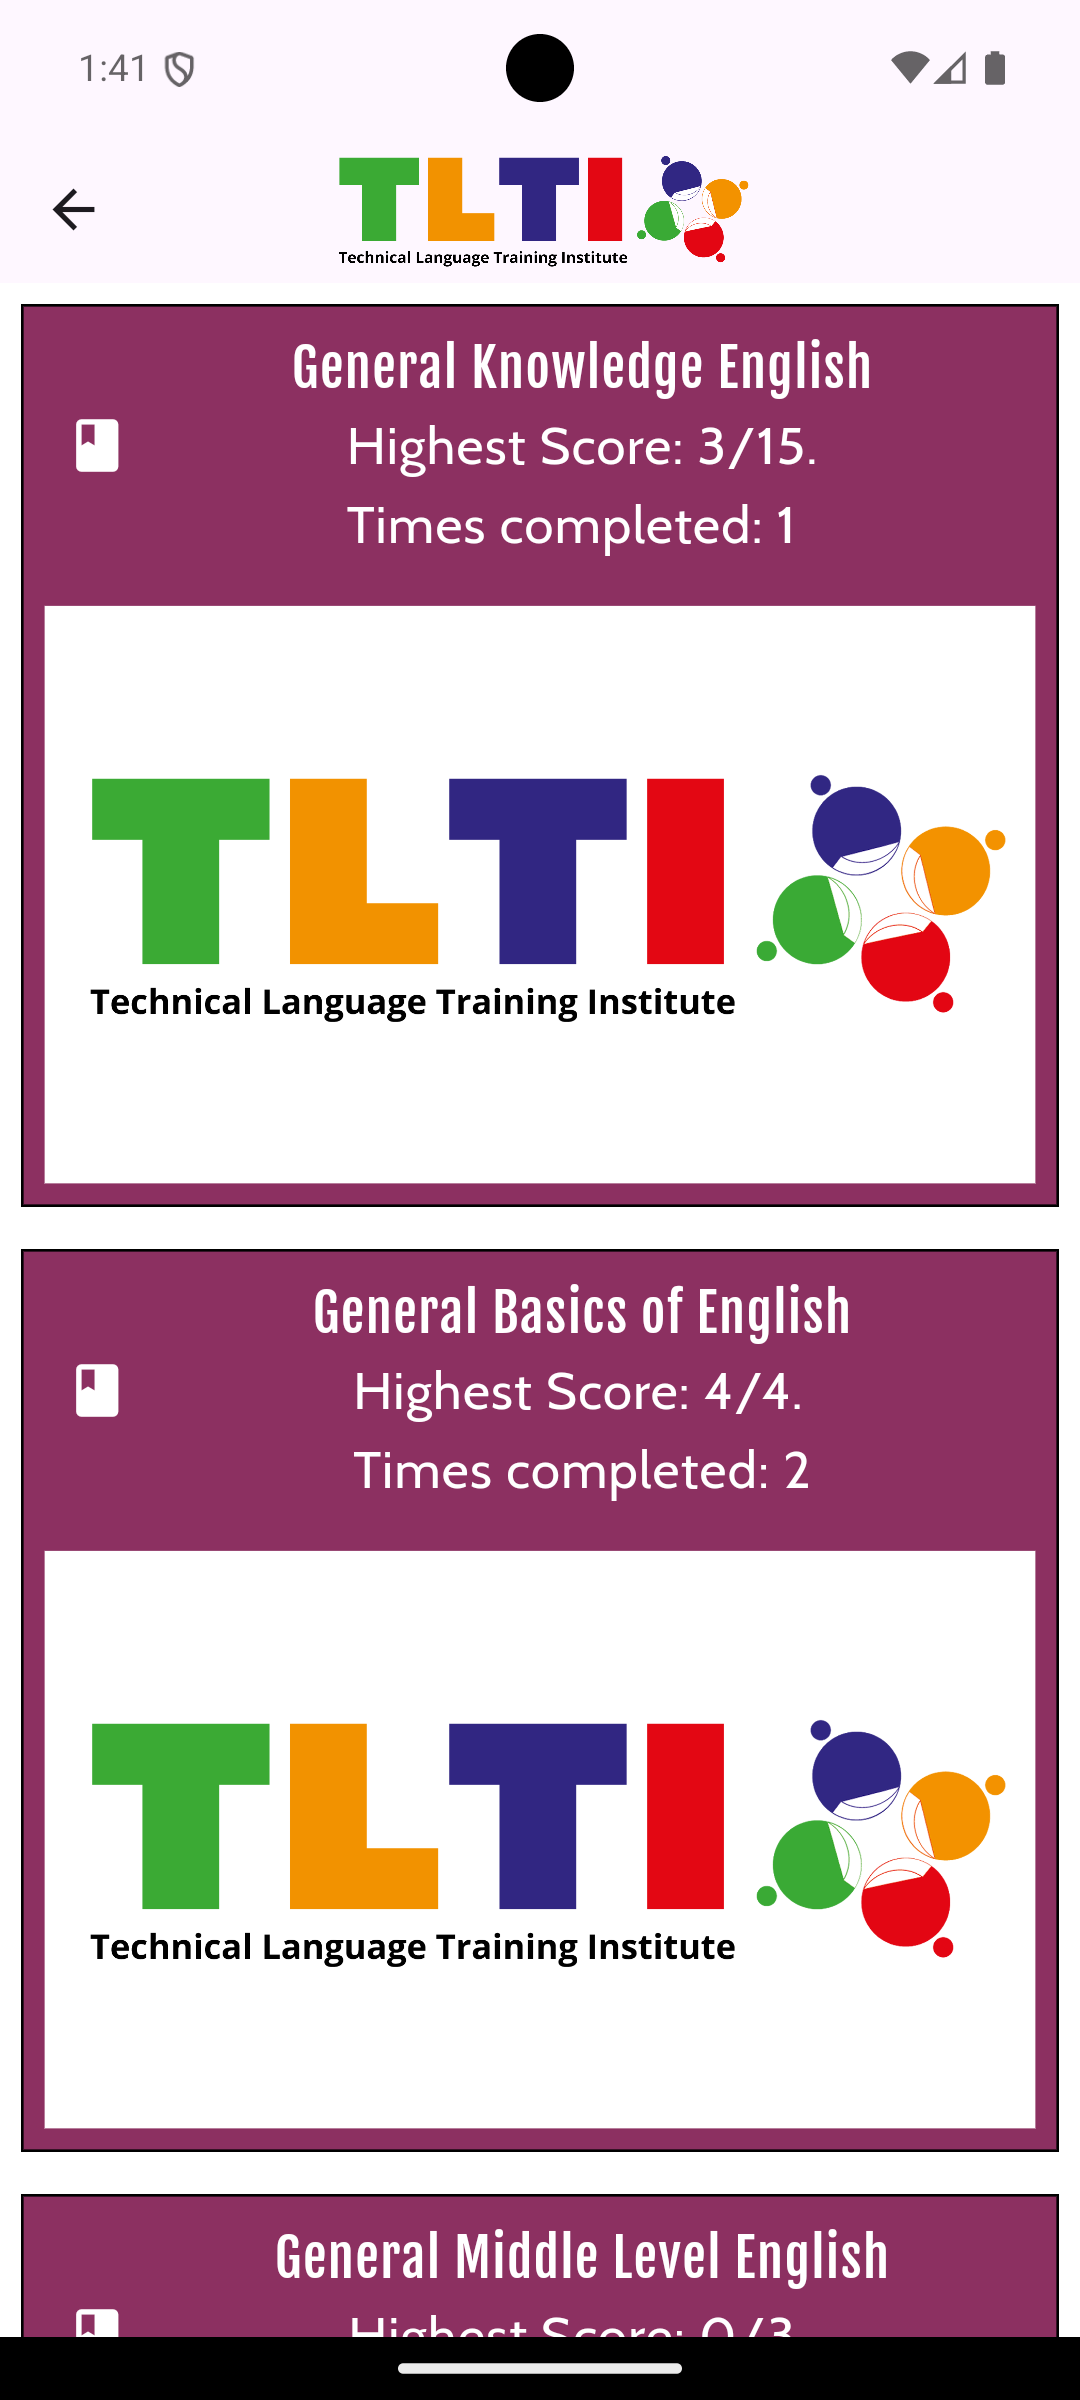 1:41
TLTI
Technical Language Training Institute
General Knowledge English
Highest Score: 3/15.
Times completed: 1
TLTI
Technical Language Training Institute
General Basics of English
Highest Score: 4/4.
Times completed: 2
TLTI
Technical Language Training Institute
General Middle Level English
Highest Score: 0/3